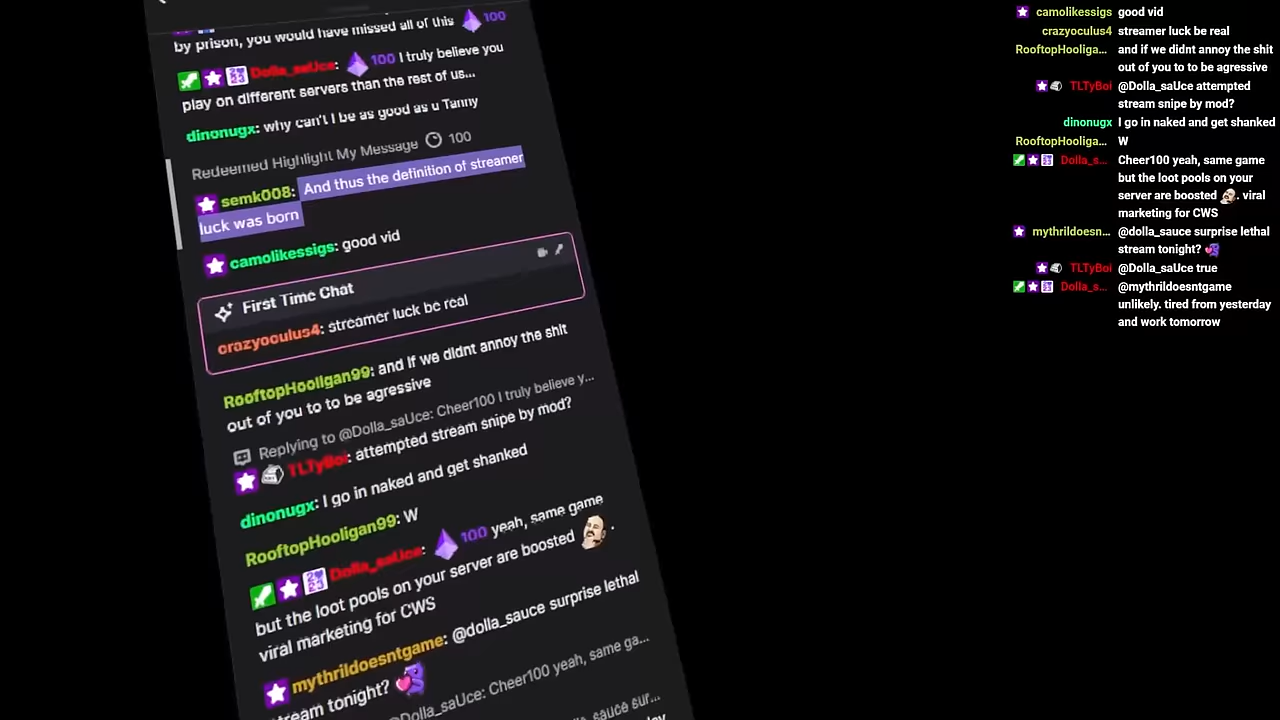 by prison, you would have missed all of this 100
Dolla_saUce: 100 I truly believe you
play on different servers than the rest of us...
dinonugx: why can't I be as good as u Tanny
Redeemed Highlight My Message 100
semk008: And thus the definition of streamer
luck was born
camolikessigs: good vid
First Time Chat
crazyoculus4: streamer luck be real
RooftopHooligan99: and if we didnt annoy the shit
out of you to to be agressive
Replying to @Dolla_saUce: Cheer100 I truly believe y...
TLTyBoi: attempted stream snipe by mod?
dinonugx: I go in naked and get shanked
RooftopHooligan99: W
Dolla_saUce: 100 yeah, same game
but the loot pools on your server are boosted .
viral marketing for CWS
mythrildoesntgame: @dolla_sauce surprise lethal
stream tonight?
@Dolla_saUce: Cheer100 yeah, same ga...
camolikessigs good vid
crazyoculus4 streamer luck be real
RooftopHooliga... and if we didnt annoy the shit
out of you to to be agressive
TLTyBoi @Dolla_saUce attempted
stream snipe by mod?
dinonugx I go in naked and get shanked
RooftopHooliga... W
Dolla_s... Cheer100 yeah, same game
but the loot pools on your
server are boosted . viral
marketing for CWS
mythrildoesn... @dolla_sauce surprise lethal
stream tonight?
TLTyBoi @Dolla_saUce true
Dolla_s... @mythrildoesntgame
unlikely. tired from yesterday
and work tomorrow